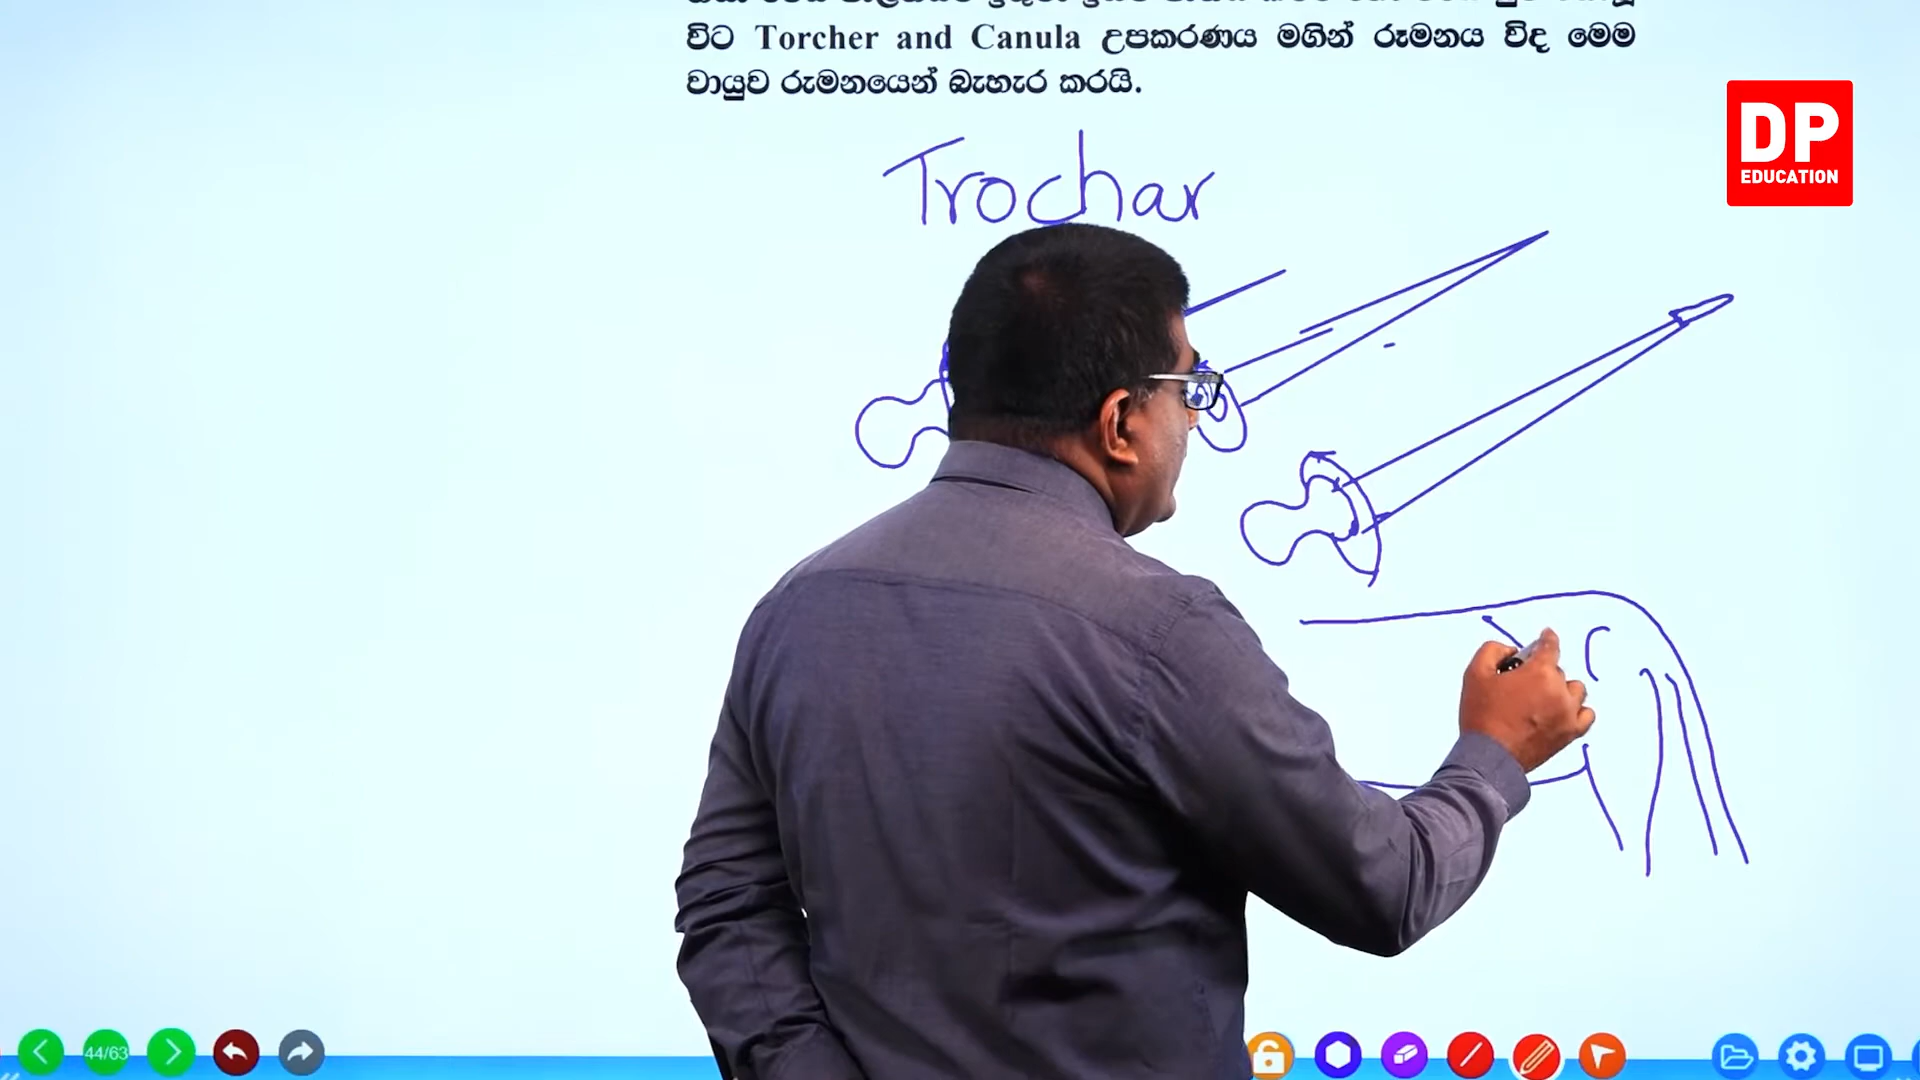 විට Torcher and Canula උපකරණය මගින් රූමනය විද මෙම
වායුව රුමනයෙන් බැහැර කරයි.
DP
EDUCATION
Trochar
44/63